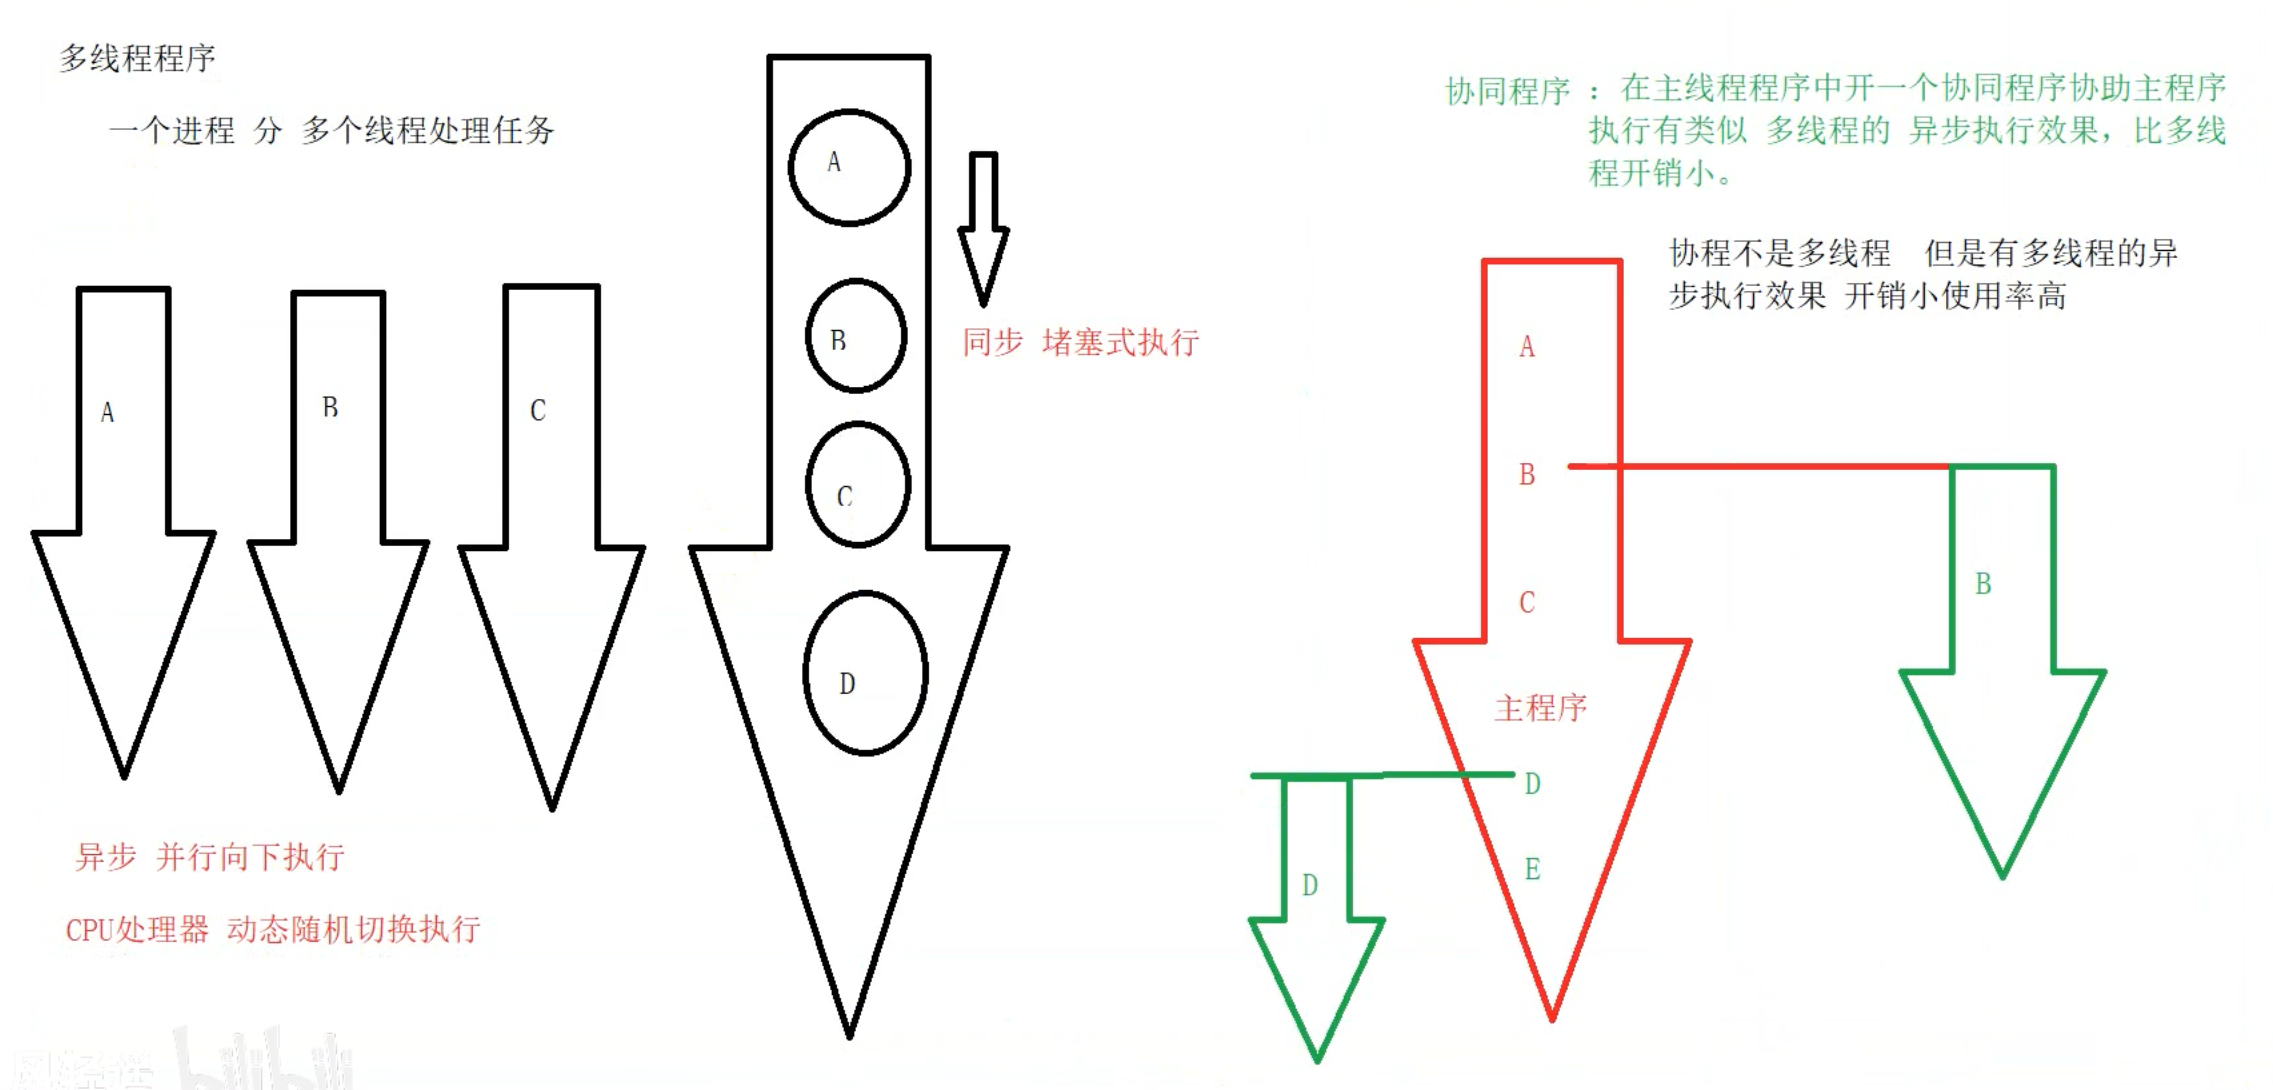 多线程程序
一个进程 分 多个线程处理任务
A
B
C
异步 并行向下执行
CPU处理器 动态随机切换执行
A
B
C
D
同步 堵塞式执行
协同程序 : 在主线程程序中开一个协同程序协助主程序
执行有类似 多线程的 异步执行效果，比多线
程开销小。
协程不是多线程 但是有多线程的异
步执行效果 开销小使用率高
A
B
C
主程序
D
E
B
D
bilibili